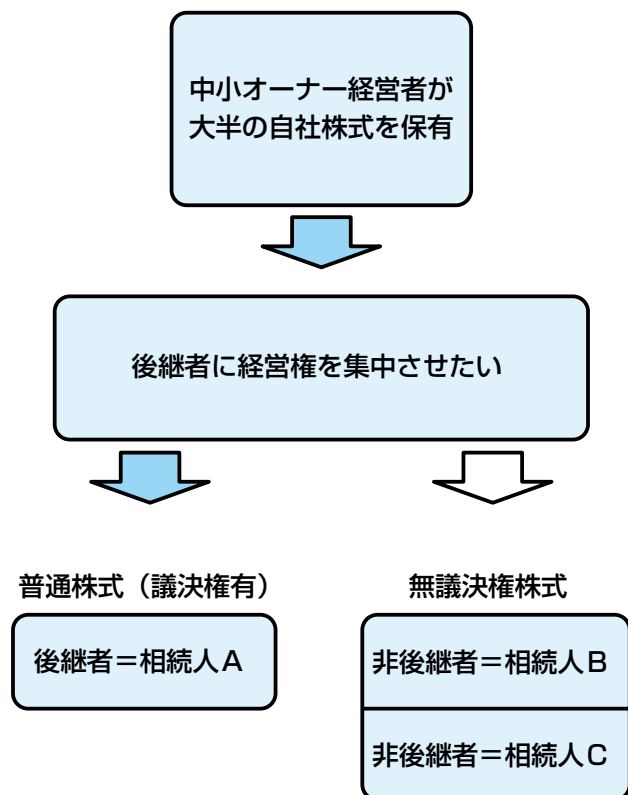 中小オーナー経営者が
大半の自社株式を保有
後継者に経営権を集中させたい
普通株式（議決権有）
後継者＝相続人A
無議決権株式
非後継者＝相続人B
非後継者＝相続人C